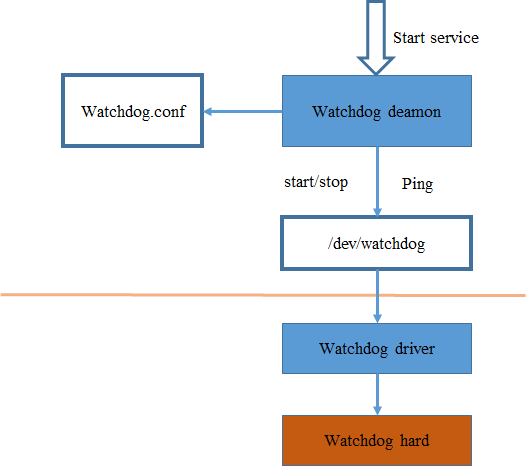 Start service
Watchdog.conf
Watchdog deamon
start/stop
Ping
/dev/watchdog
Watchdog driver
Watchdog hard